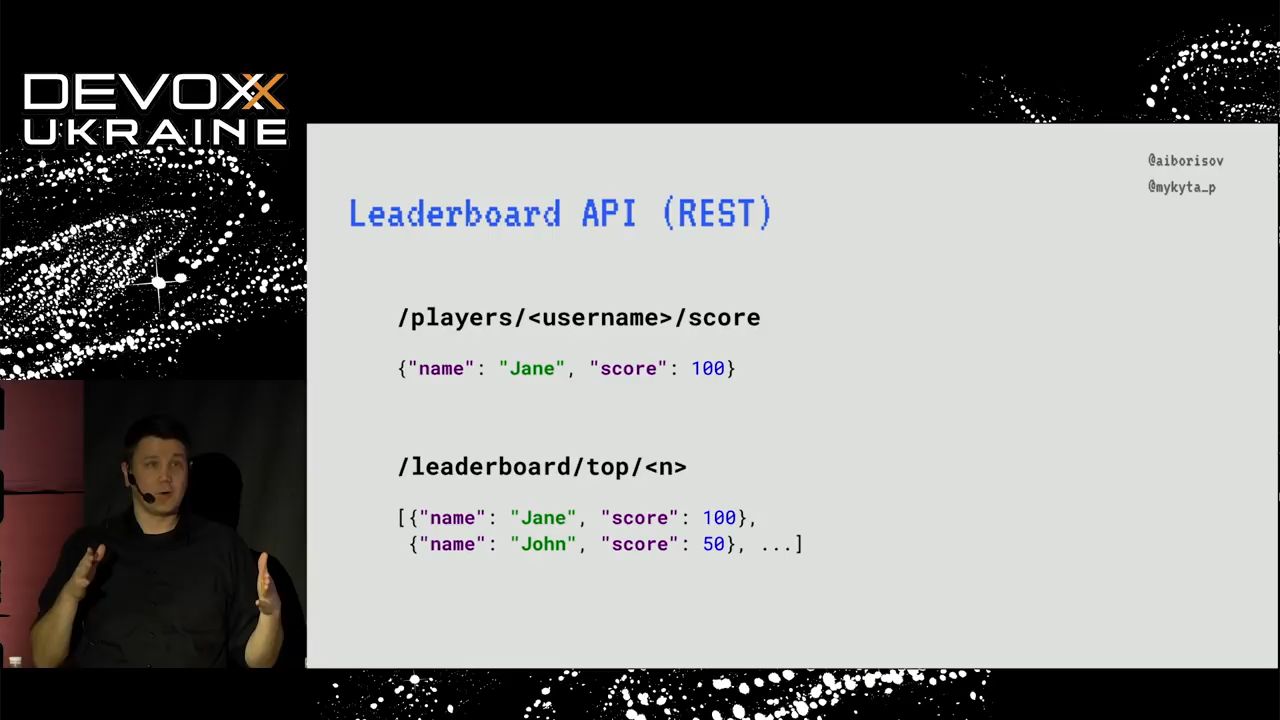 DEVOXX
UKRAINE
@aiborisov
@mykyta_p
Leaderboard API (REST)
/players/<username>/score
{"name": "Jane", "score": 100}
/leaderboard/top/<n>
[{"name": "Jane", "score": 100},
{"name": "John", "score": 50}, ...]